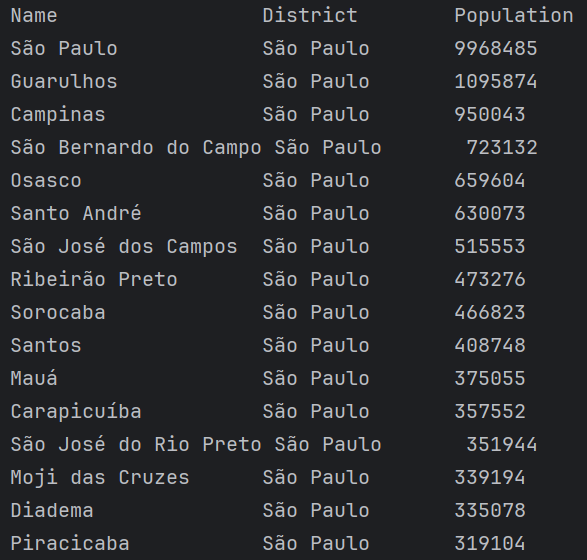 Name                 District        Population
São Paulo            São Paulo       9968485
Guarulhos            São Paulo       1095874
Campinas             São Paulo       950043
São Bernardo do Campo São Paulo       723132
Osasco               São Paulo       659604
Santo André          São Paulo       630073
São José dos Campos  São Paulo       515553
Ribeirão Preto       São Paulo       473276
Sorocaba             São Paulo       466823
Santos               São Paulo       408748
Mauá                 São Paulo       375055
Carapicuíba          São Paulo       357552
São José do Rio Preto São Paulo       351944
Moji das Cruzes      São Paulo       339194
Diadema              São Paulo       335078
Piracicaba           São Paulo       319104